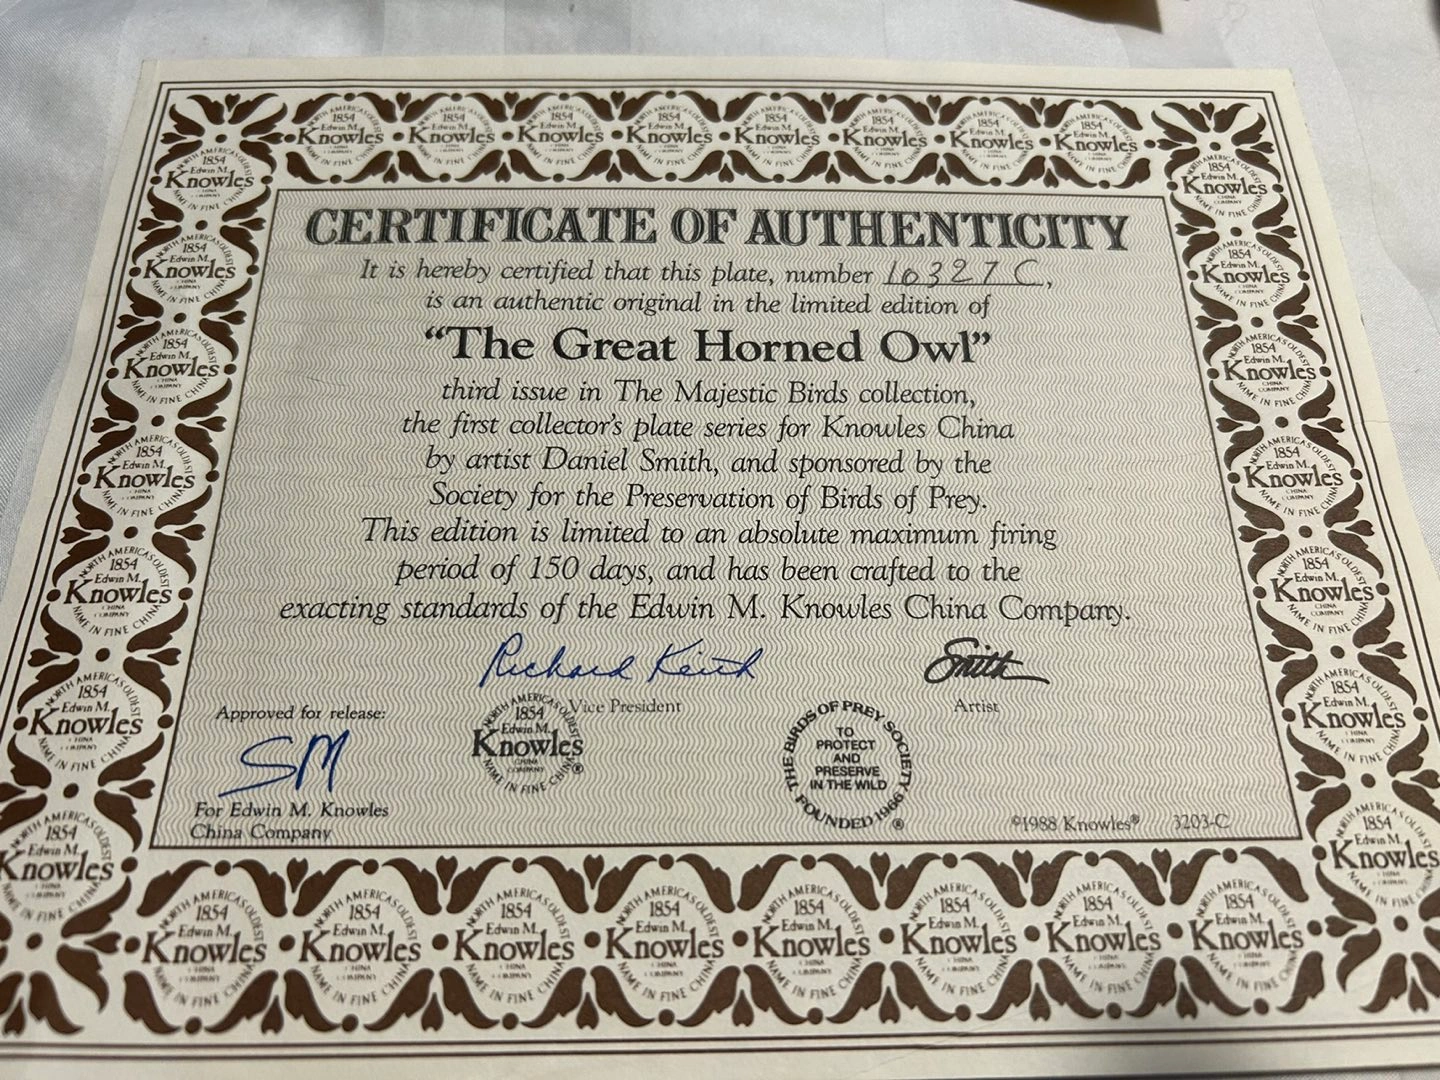 CERTIFICATE OF AUTHENTICITY
It is hereby certified that this plate, number 10327C,
is an authentic original in the limited edition of
“The Great Horned Owl”
third issue in The Majestic Birds collection,
the first collector's plate series for Knowles China
by artist Daniel Smith, and sponsored by the
Society for the Preservation of Birds of Prey.
This edition is limited to an absolute maximum firing
period of 150 days, and has been crafted to the
exacting standards of the Edwin M. Knowles China Company.
Richard Keith
Vice President
Smith
Artist
Approved for release:
SM
For Edwin M. Knowles
China Company
NORTH AMERICA'S OLDEST
1854
Edwin M.
Knowles
CHINA
COMPANY
NAME IN FINE CHINA
®
THE BIRDS OF PREY SOCIETY
TO
PROTECT
AND
PRESERVE
IN THE WILD
FOUNDED 1966
®
©1988 Knowles® 3203-C